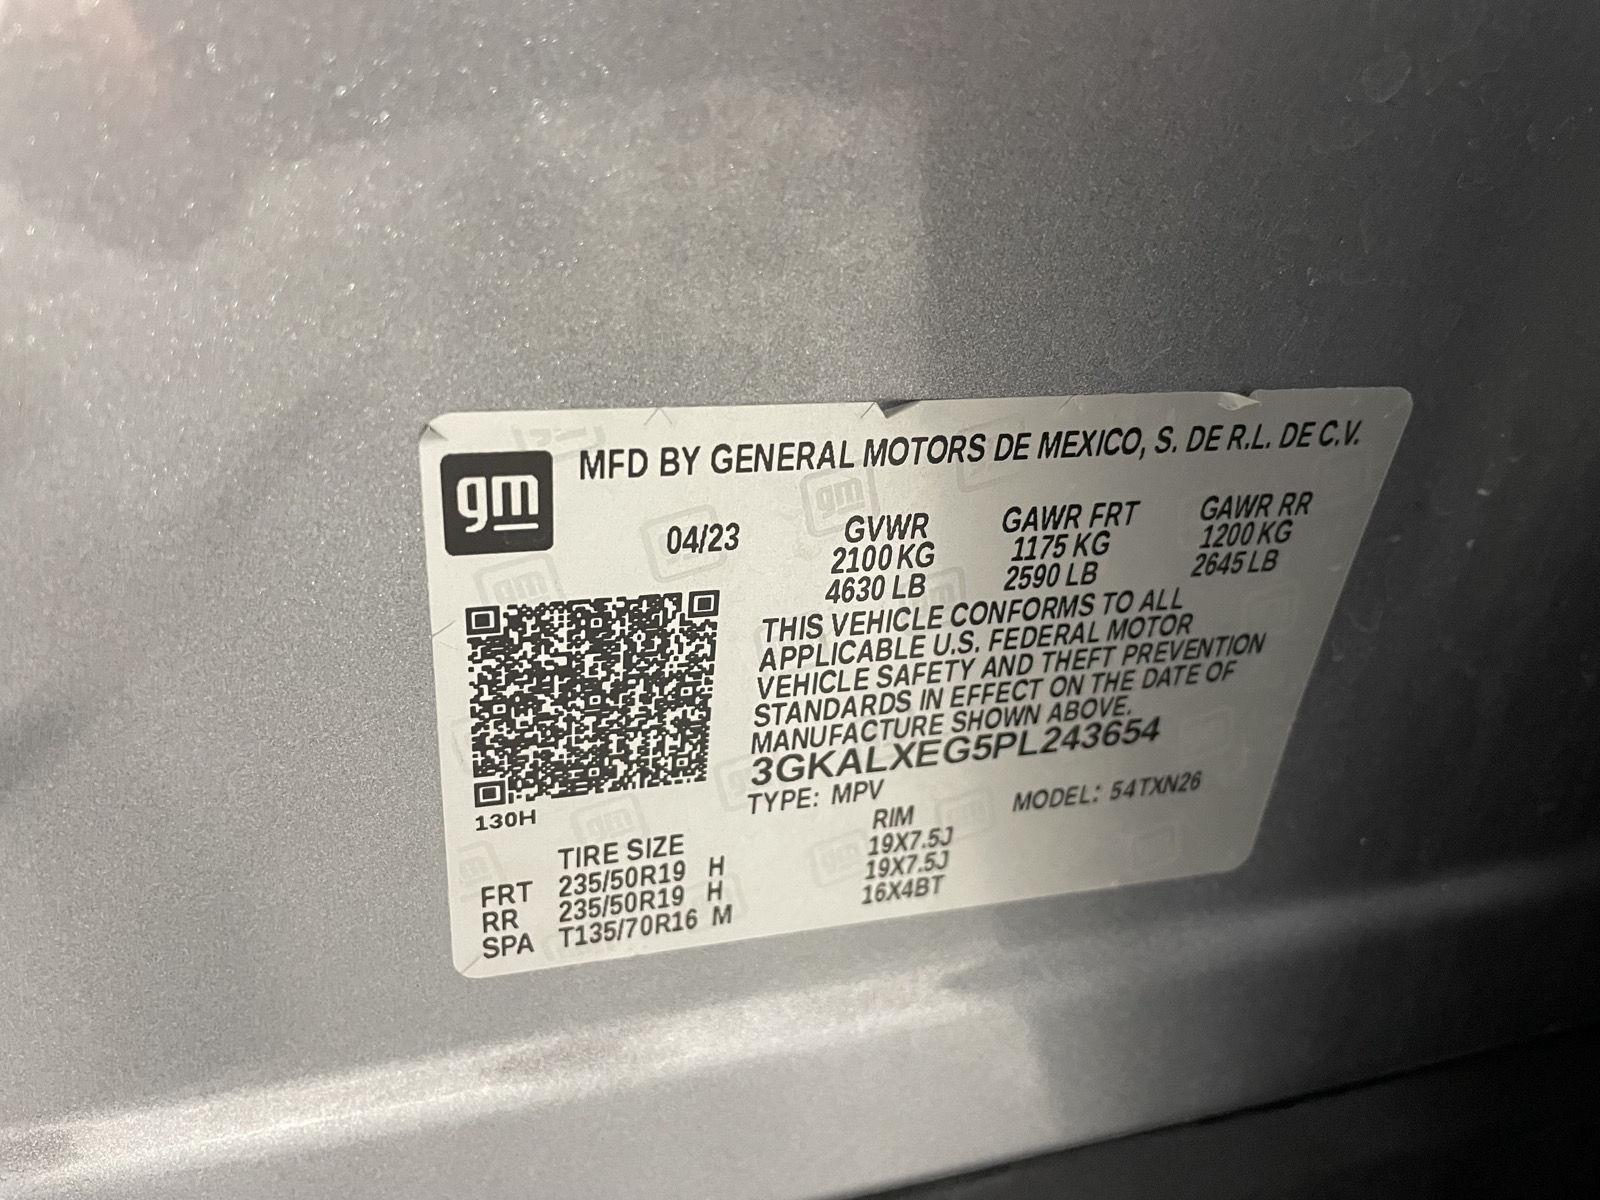 gm
MFD BY GENERAL MOTORS DE MEXICO, S. DE R.L. DE C.V.
04/23
GVWR GAWR FRT GAWR RR
2100 KG 1175 KG 1200 KG
4630 LB 2590 LB 2645 LB
THIS VEHICLE CONFORMS TO ALL
APPLICABLE U.S. FEDERAL MOTOR
VEHICLE SAFETY AND THEFT PREVENTION
STANDARDS IN EFFECT ON THE DATE OF
MANUFACTURE SHOWN ABOVE.
3GKALXEG5PL243654
TYPE: MPV MODEL: 54TXN26
130H
TIRE SIZE RIM
FRT 235/50R19 H 19X7.5J
RR 235/50R19 H 19X7.5J
SPA T135/70R16 M 16X4BT